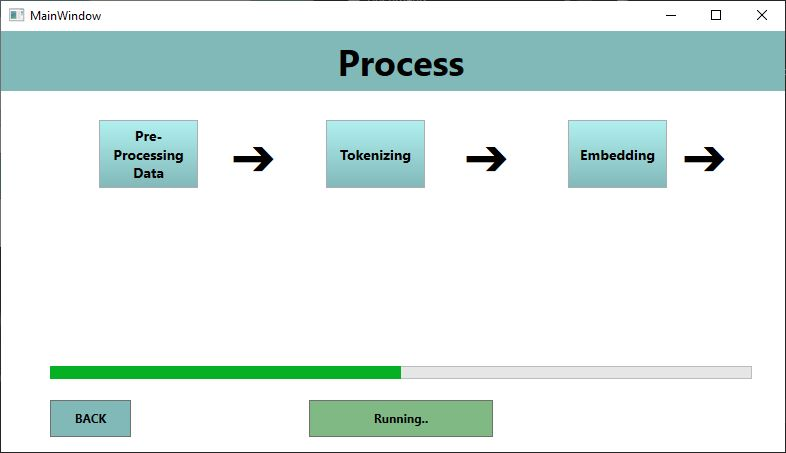 MainWindow
Process
Pre-
Processing
Data
Tokenizing
Embedding
BACK
Running..